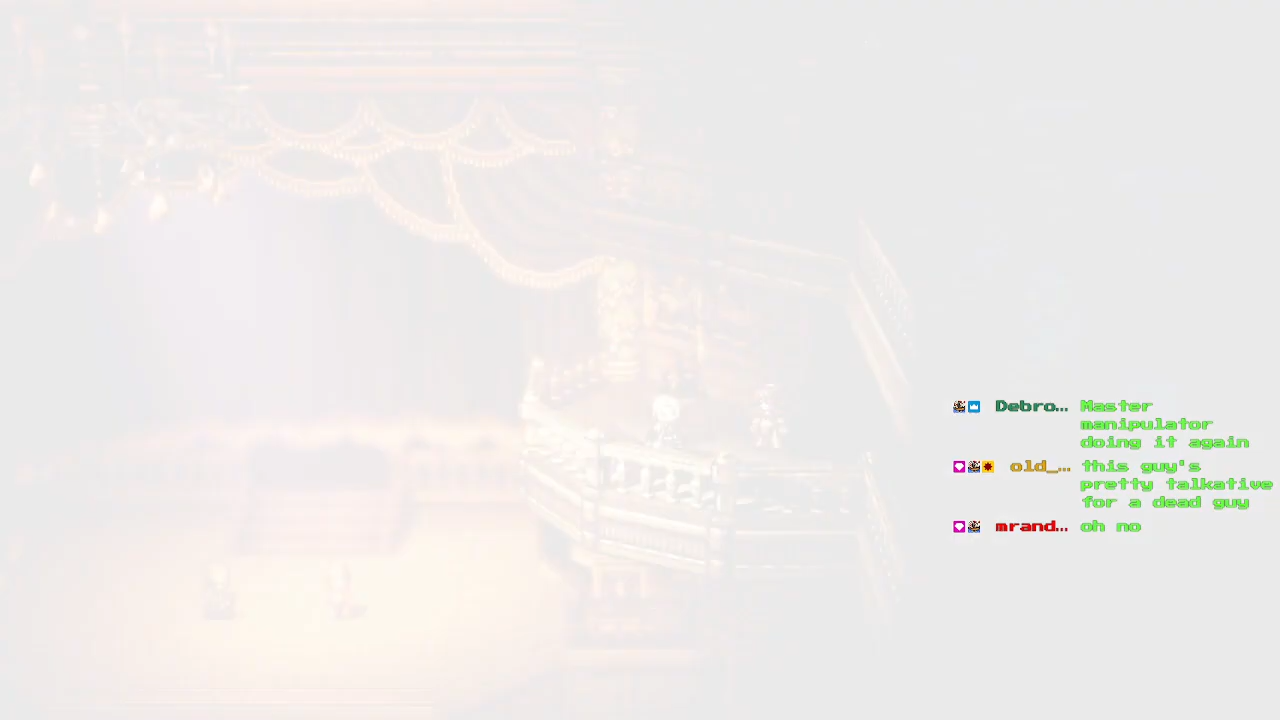 Debro... Master
manipulator
doing it again
old_... this guy's
pretty talkative
for a dead guy
mrand... oh no